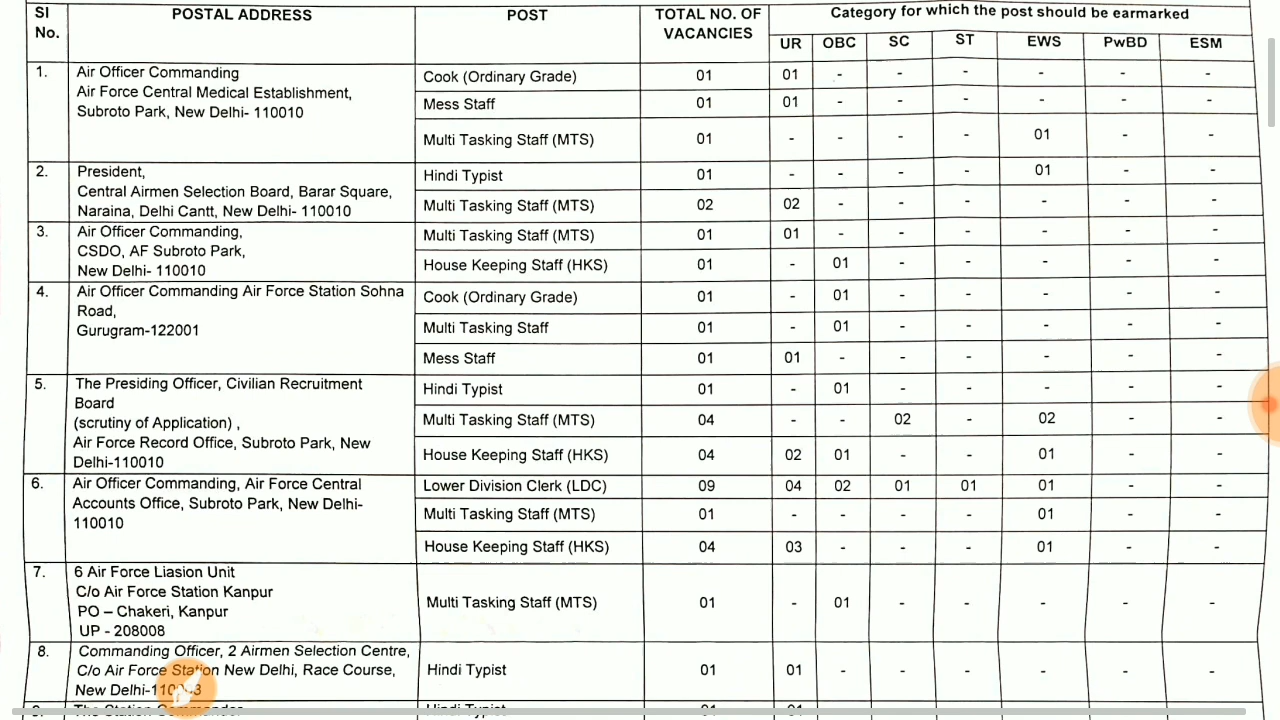 SI No. POSTAL ADDRESS POST TOTAL NO. OF VACANCIES Category for which the post should be earmarked
UR OBC SC ST EWS PwBD ESM
1. Air Officer Commanding
Air Force Central Medical Establishment,
Subroto Park, New Delhi- 110010
Cook (Ordinary Grade) 01 01 - - - - - -
Mess Staff 01 01 - - - - - -
Multi Tasking Staff (MTS) 01 - - - - 01 - -
2. President,
Central Airmen Selection Board, Barar Square,
Naraina, Delhi Cantt, New Delhi- 110010
Hindi Typist 01 - - - - 01 - -
Multi Tasking Staff (MTS) 02 02 - - - - - -
3. Air Officer Commanding,
CSDO, AF Subroto Park,
New Delhi- 110010
Multi Tasking Staff (MTS) 01 01 - - - - - -
House Keeping Staff (HKS) 01 - 01 - - - - -
4. Air Officer Commanding Air Force Station Sohna
Road,
Gurugram-122001
Cook (Ordinary Grade) 01 - 01 - - - - -
Multi Tasking Staff 01 - 01 - - - - -
Mess Staff 01 01 - - - - - -
5. The Presiding Officer, Civilian Recruitment
Board
(scrutiny of Application) ,
Air Force Record Office, Subroto Park, New
Delhi-110010
Hindi Typist 01 - 01 - - - - -
Multi Tasking Staff (MTS) 04 - - 02 - 02 - -
House Keeping Staff (HKS) 04 02 01 - - 01 - -
6. Air Officer Commanding, Air Force Central
Accounts Office, Subroto Park, New Delhi-
110010
Lower Division Clerk (LDC) 09 04 02 01 01 01 - -
Multi Tasking Staff (MTS) 01 - - - - 01 - -
House Keeping Staff (HKS) 04 03 - - - 01 - -
7. 6 Air Force Liasion Unit
C/o Air Force Station Kanpur
PO – Chakeri, Kanpur
UP - 208008
Multi Tasking Staff (MTS) 01 - 01 - - - - -
8. Commanding Officer, 2 Airmen Selection Centre,
C/o Air Force Station New Delhi, Race Course,
New
Hindi Typist 01 01 - - - - - -
The Station Commander
Hindi Typist 01 01